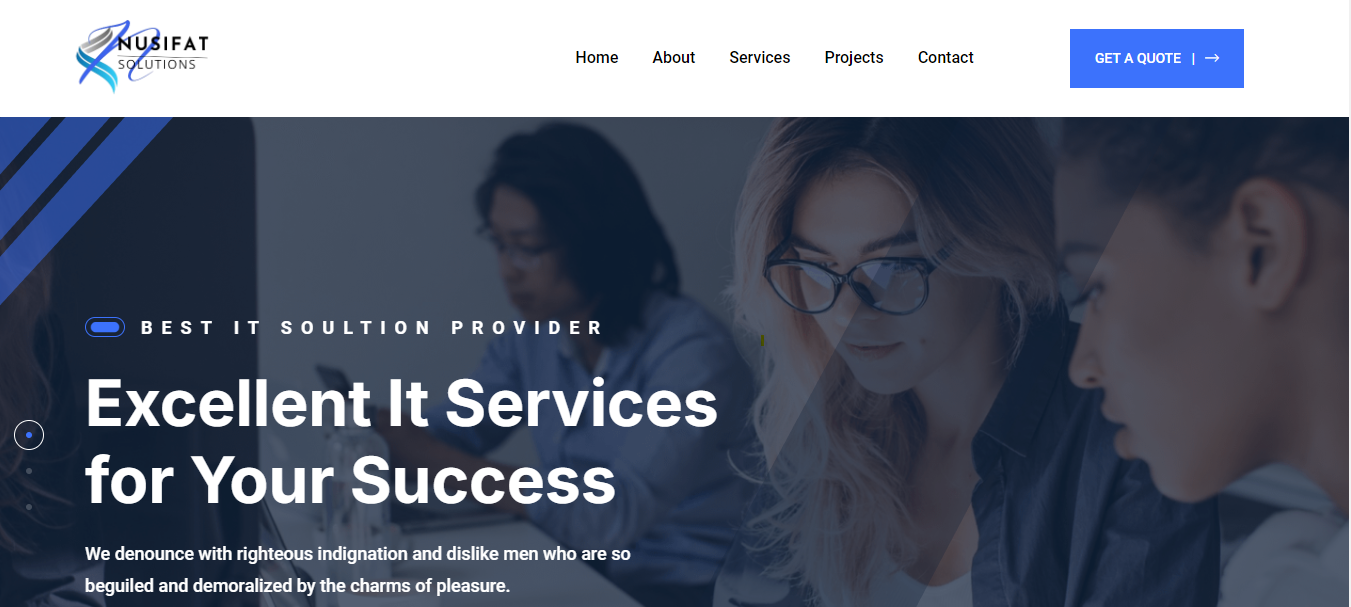 NUSIFAT
SOLUTIONS
Home About Services Projects Contact
GET A QUOTE | →
BEST IT SOULTION PROVIDER
Excellent It Services
for Your Success
We denounce with righteous indignation and dislike men who are so
beguiled and demoralized by the charms of pleasure.